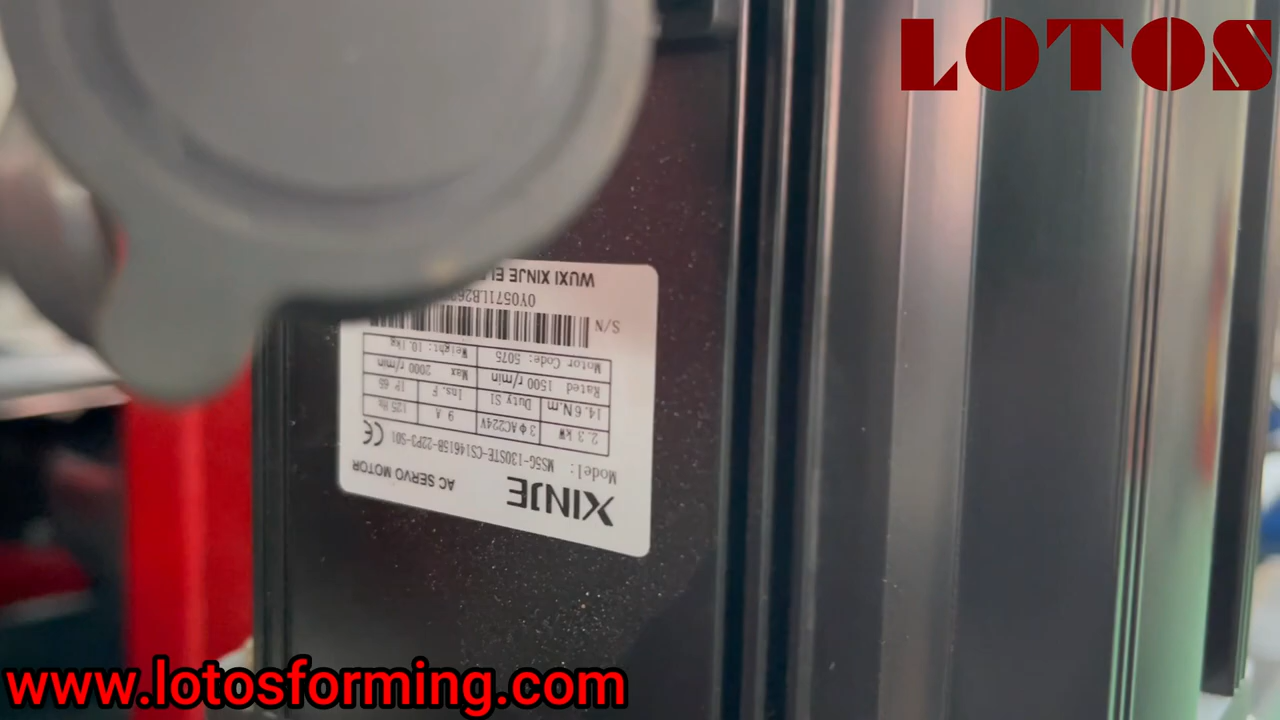 LOTOS
XINJE
AC SERVO MOTOR
Model: MS5G-130STE-CS14615B-22P3-S01
2.3 kW 3ΦAC224V 9 A 125 Hz
14.6 N.m Duty S1 Ins. F IP 65
Rated 1500 r/min Max 2000 r/min
Motor Code: 5075 Weight: 10.1kg
CE
S/N
WUXI XINJE
www.lotosforming.com